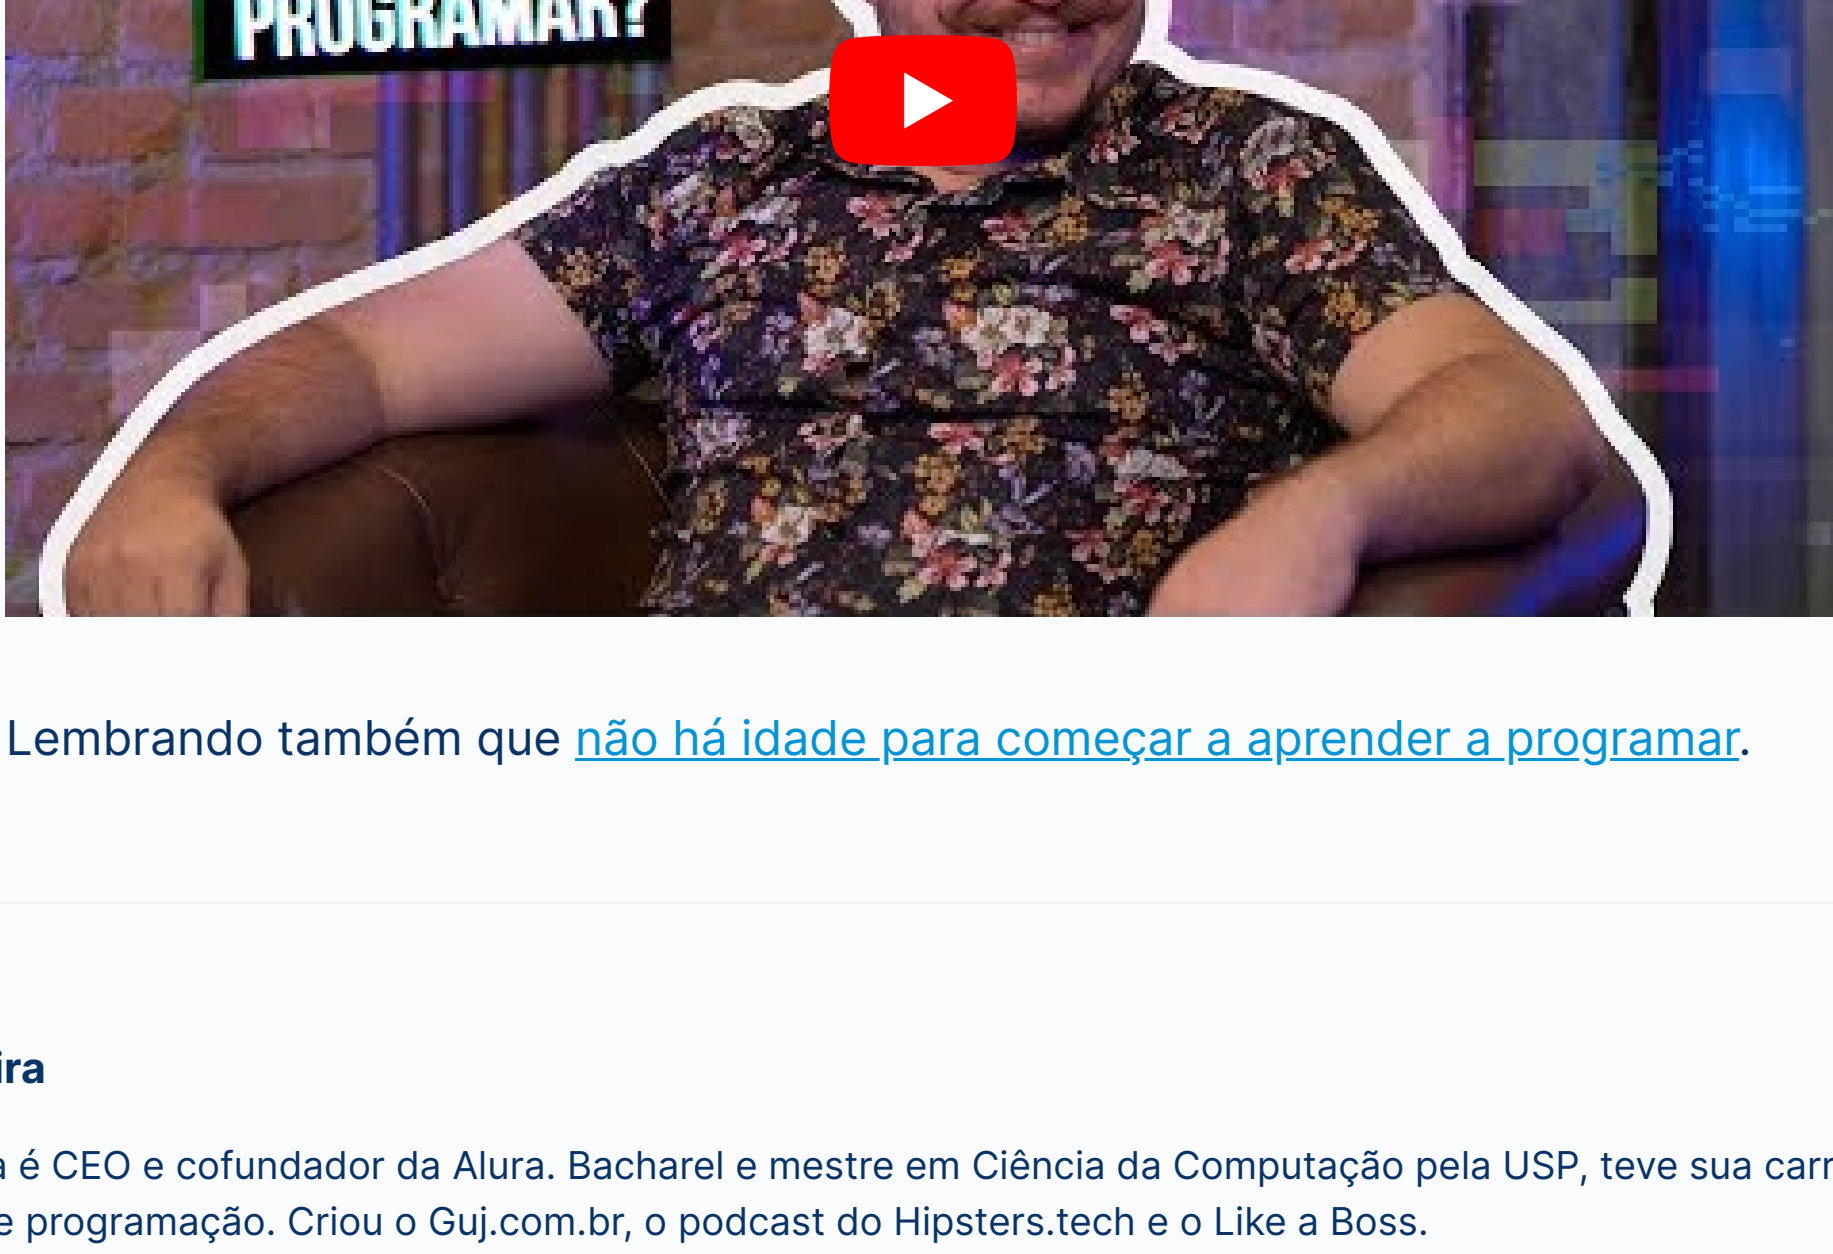 PROGRAMAR?
Lembrando também que não há idade para começar a aprender a programar.
ira
a é CEO e cofundador da Alura. Bacharel e mestre em Ciência da Computação pela USP, teve sua carr
e programação. Criou o Guj.com.br, o podcast do Hipsters.tech e o Like a Boss.